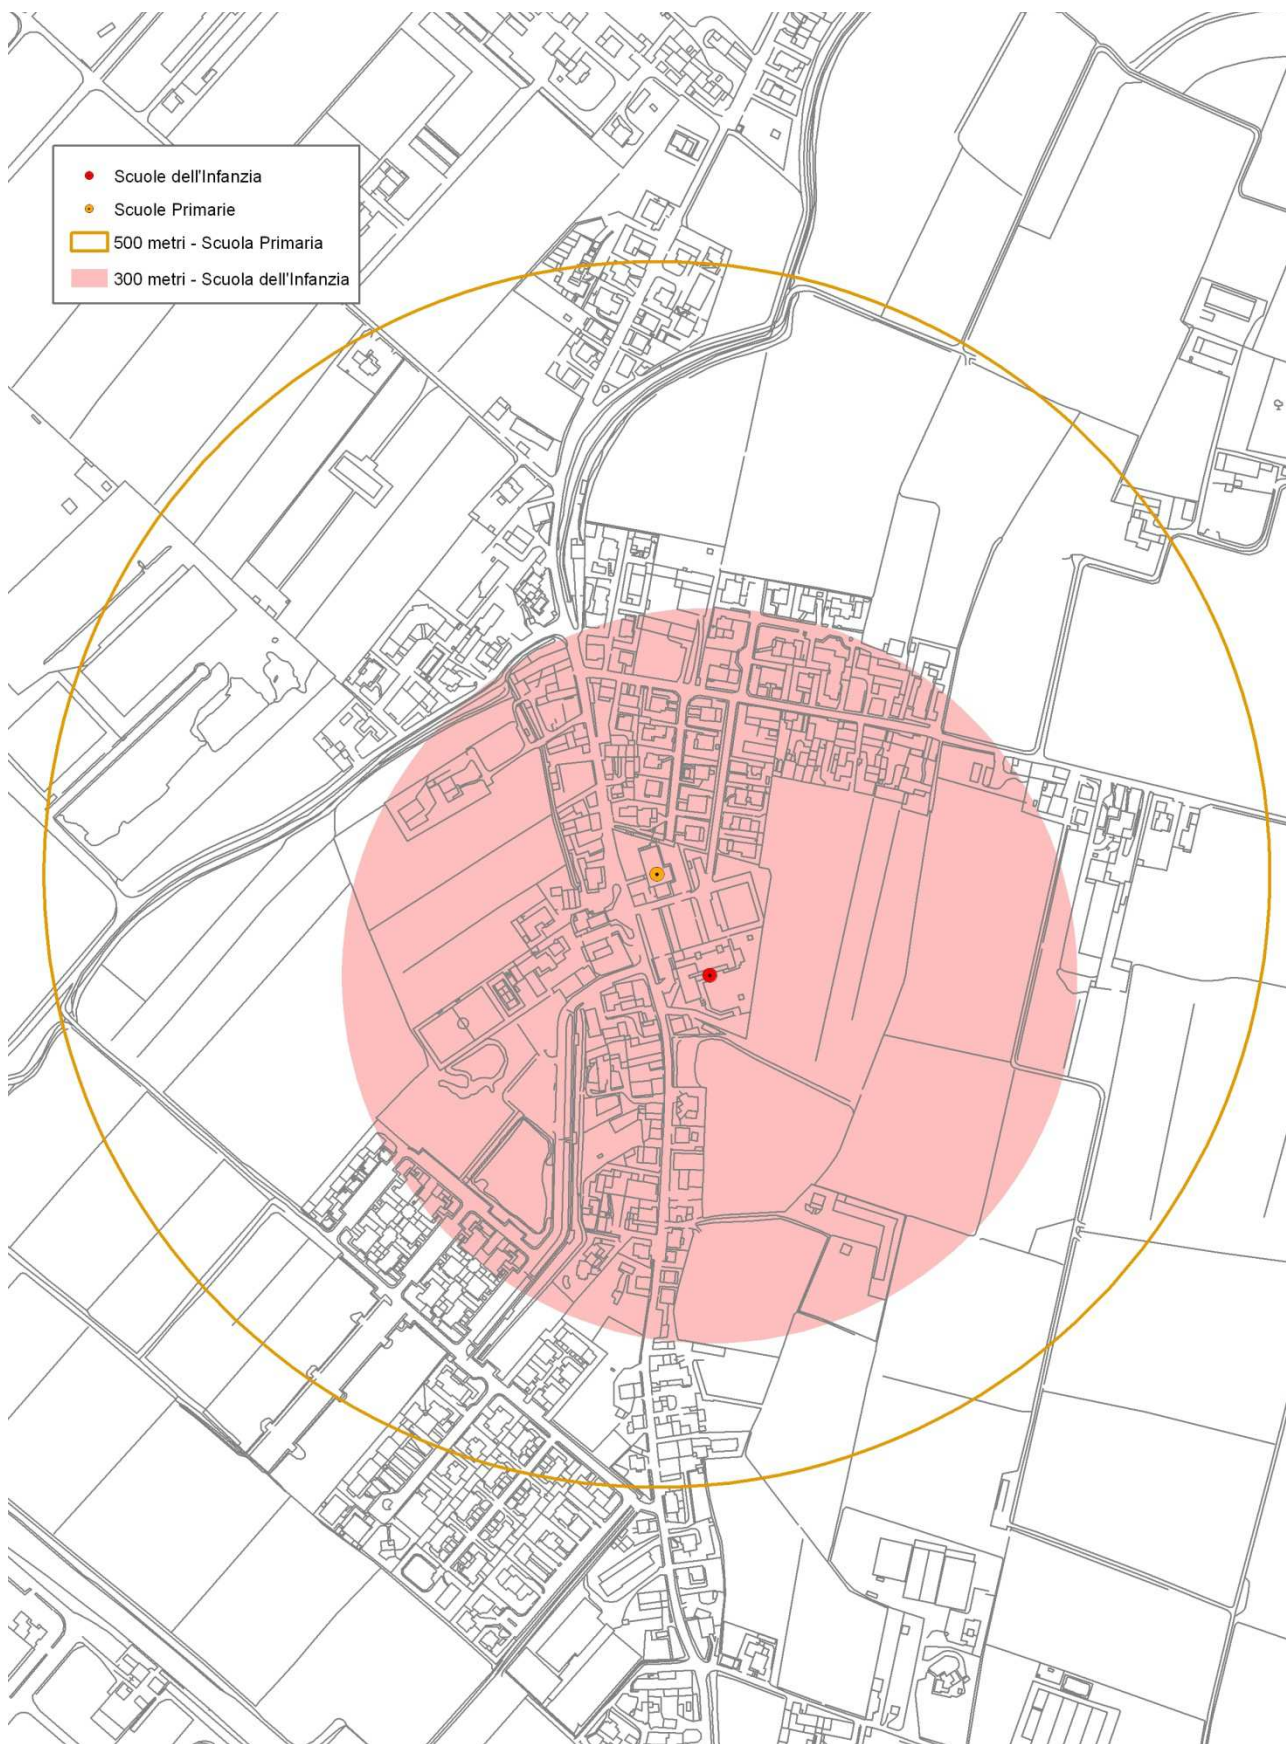 Scuole dell'Infanzia
Scuole Primarie
500 metri - Scuola Primaria
300 metri - Scuola dell'Infanzia